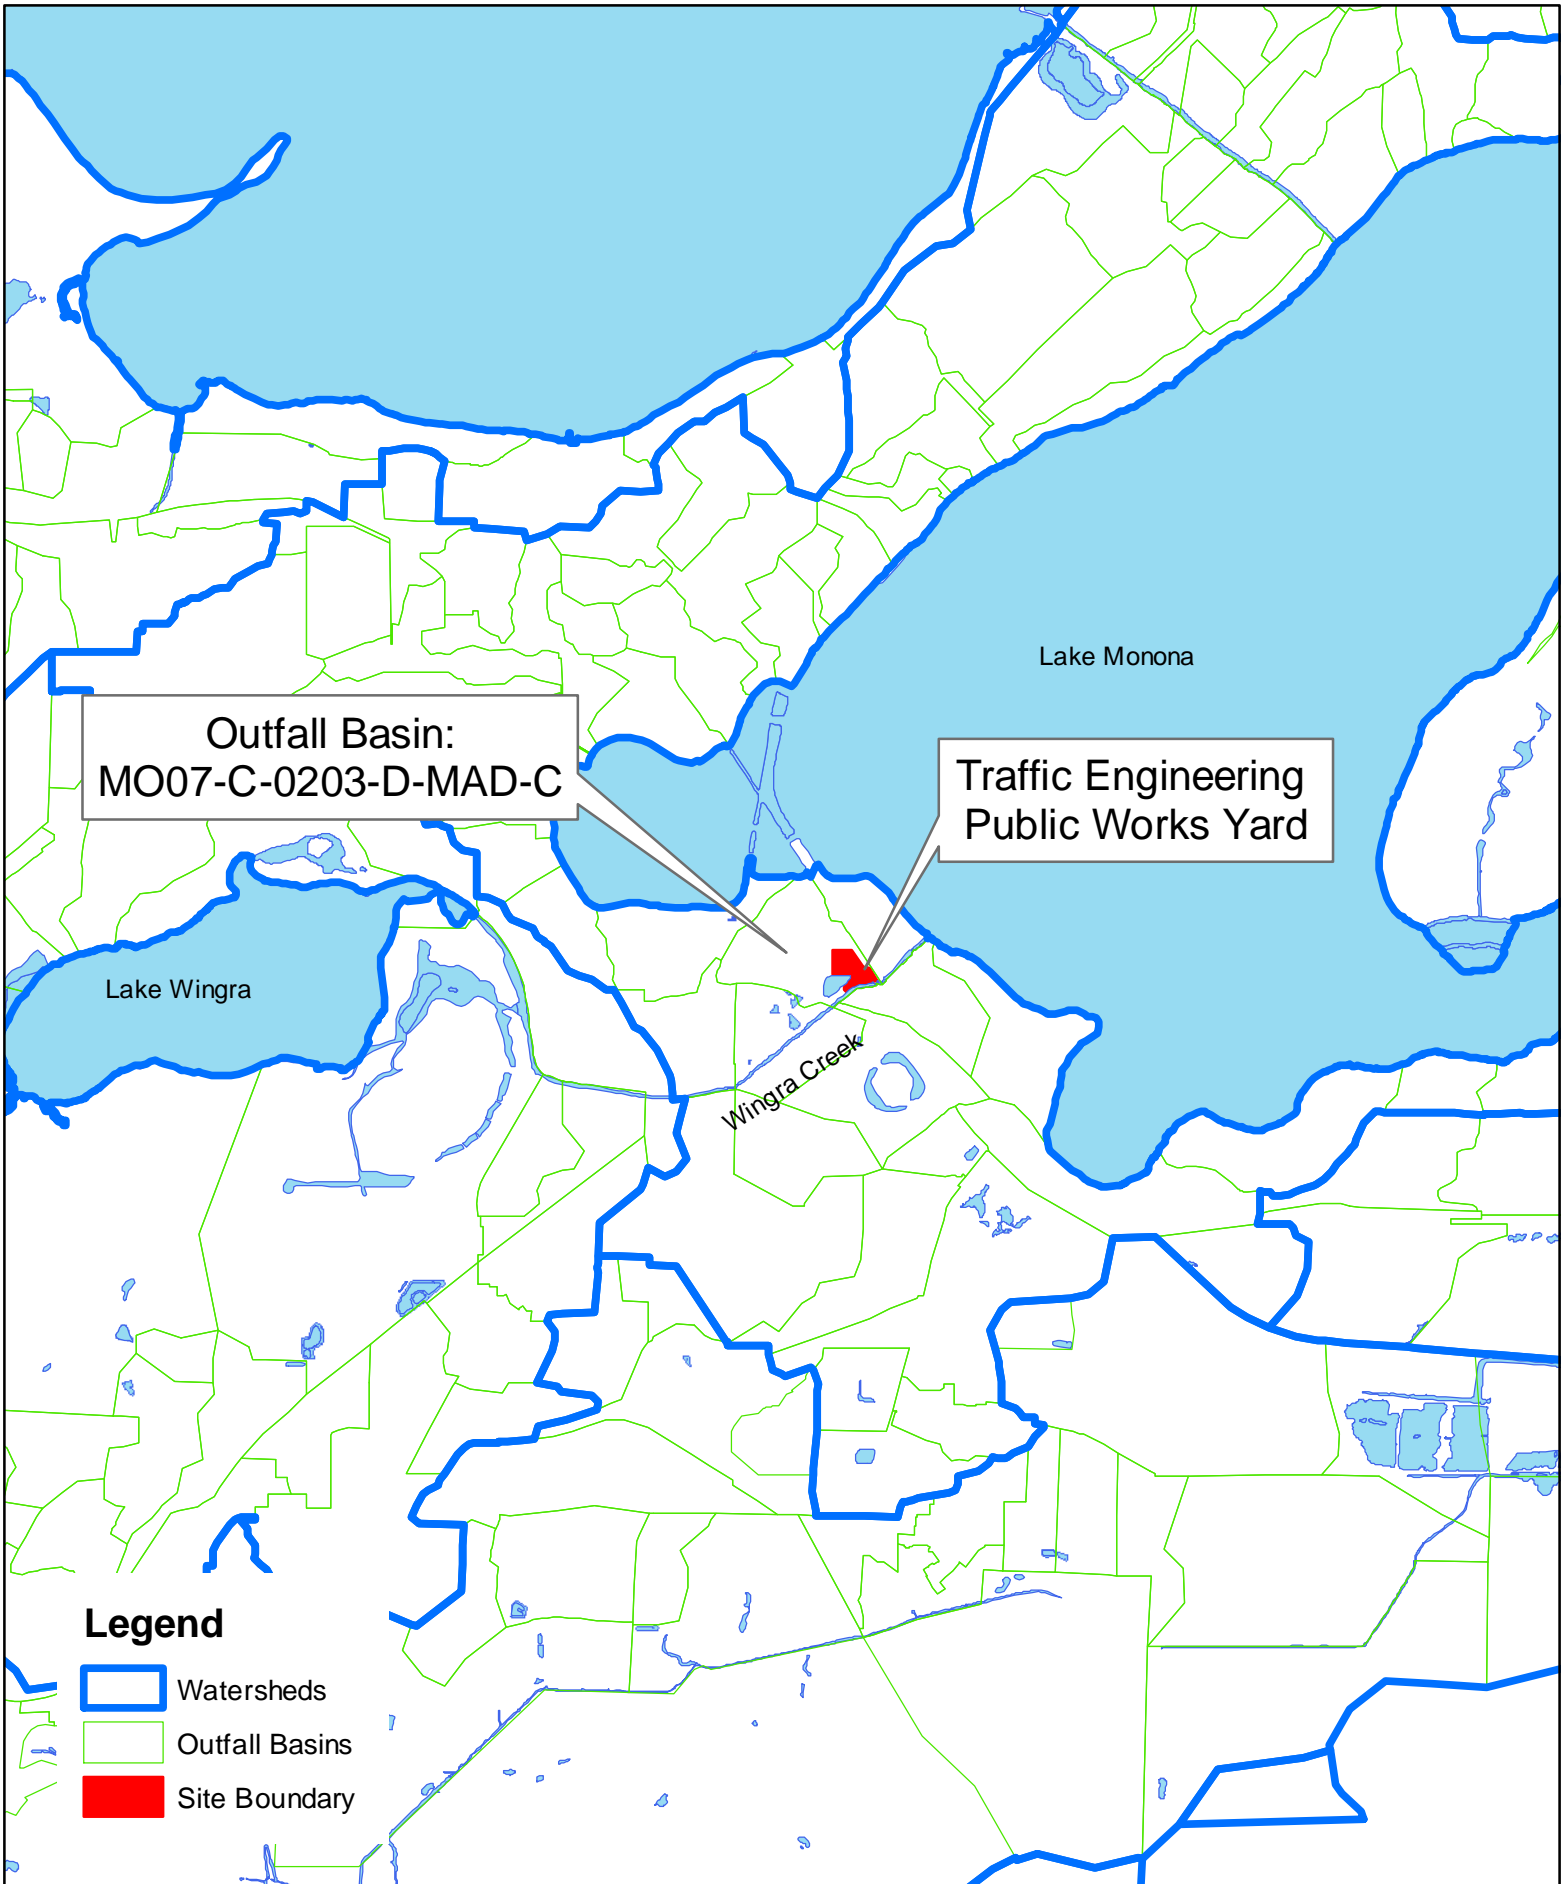 Lake Monona
Outfall Basin:
MO07-C-0203-D-MAD-C
Traffic Engineering
Public Works Yard
Lake Wingra
Wingra Creek
Legend
Watersheds
Outfall Basins
Site Boundary